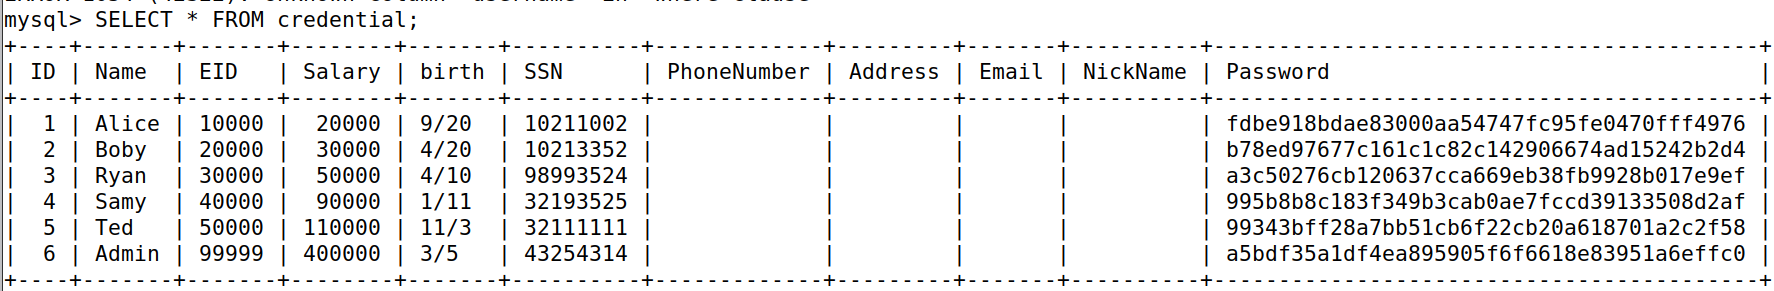 mysql> SELECT * FROM credential;
+----+-------+-------+--------+-------+----------+-------------+---------+-------+----------+------------------------------------------+
| ID | Name  | EID   | Salary | birth | SSN      | PhoneNumber | Address | Email | NickName | Password                                 |
+----+-------+-------+--------+-------+----------+-------------+---------+-------+----------+------------------------------------------+
|  1 | Alice | 10000 |  20000 | 9/20  | 10211002 |             |         |       |          | fdbe918bdae83000aa54747fc95fe0470fff4976 |
|  2 | Boby  | 20000 |  30000 | 4/20  | 10213352 |             |         |       |          | b78ed97677c161c1c82c142906674ad15242b2d4 |
|  3 | Ryan  | 30000 |  50000 | 4/10  | 98993524 |             |         |       |          | a3c50276cb120637cca669eb38fb9928b017e9ef |
|  4 | Samy  | 40000 |  90000 | 1/11  | 32193525 |             |         |       |          | 995b8b8c183f349b3cab0ae7fccd39133508d2af |
|  5 | Ted   | 50000 | 110000 | 11/3  | 32111111 |             |         |       |          | 99343bff28a7bb51cb6f22cb20a618701a2c2f58 |
|  6 | Admin | 99999 | 400000 | 3/5   | 43254314 |             |         |       |          | a5bdf35a1df4ea895905f6f6618e83951a6effc0 |
+----+-------+-------+--------+-------+----------+-------------+---------+-------+----------+------------------------------------------+